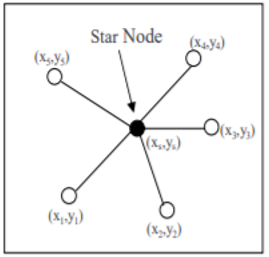 Star Node
(x₄,y₄)
(x₅,y₅)
(x₃,y₃)
(xₛ,yₛ)
(x₁,y₁)
(x₂,y₂)